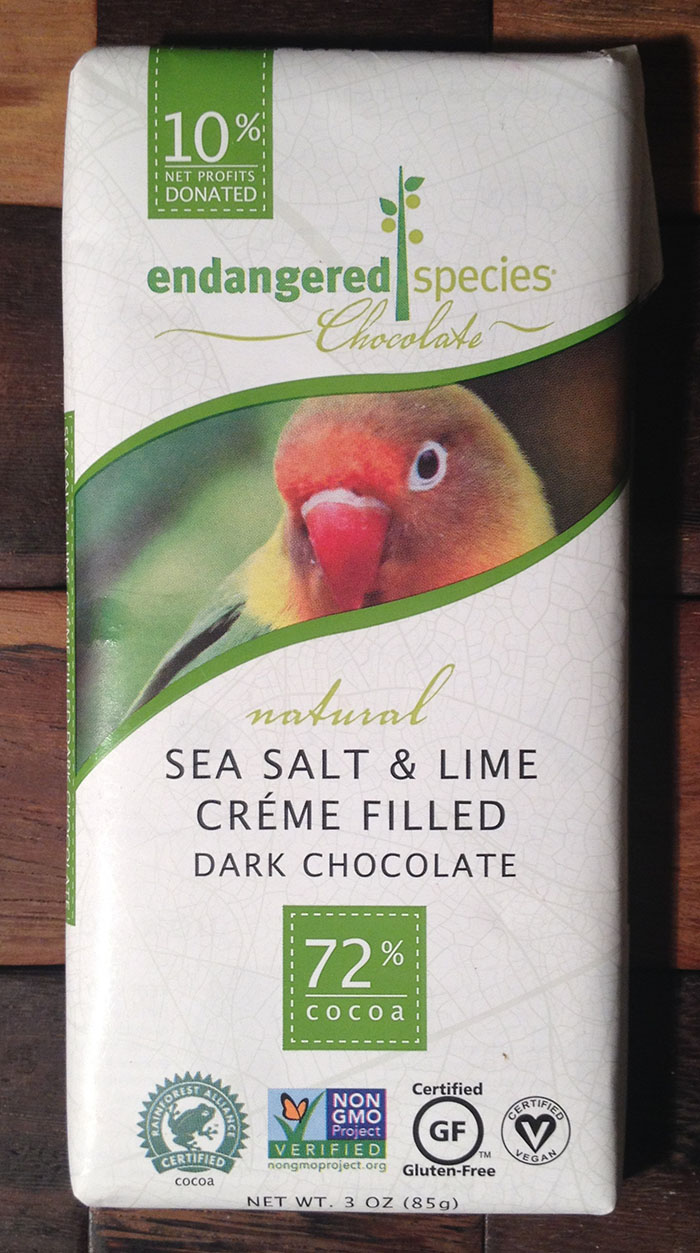 10%
NET PROFITS
DONATED
endangered species
Chocolate
natural
SEA SALT & LIME
CRÉME FILLED
DARK CHOCOLATE
72%
cocoa
RAINFOREST ALLIANCE
CERTIFIED
cocoa
NON
GMO
Project
VERIFIED
nongmoproject.org
Certified
GF
TM
Gluten-Free
CERTIFIED
V
VEGAN
NET WT. 3 OZ (85g)